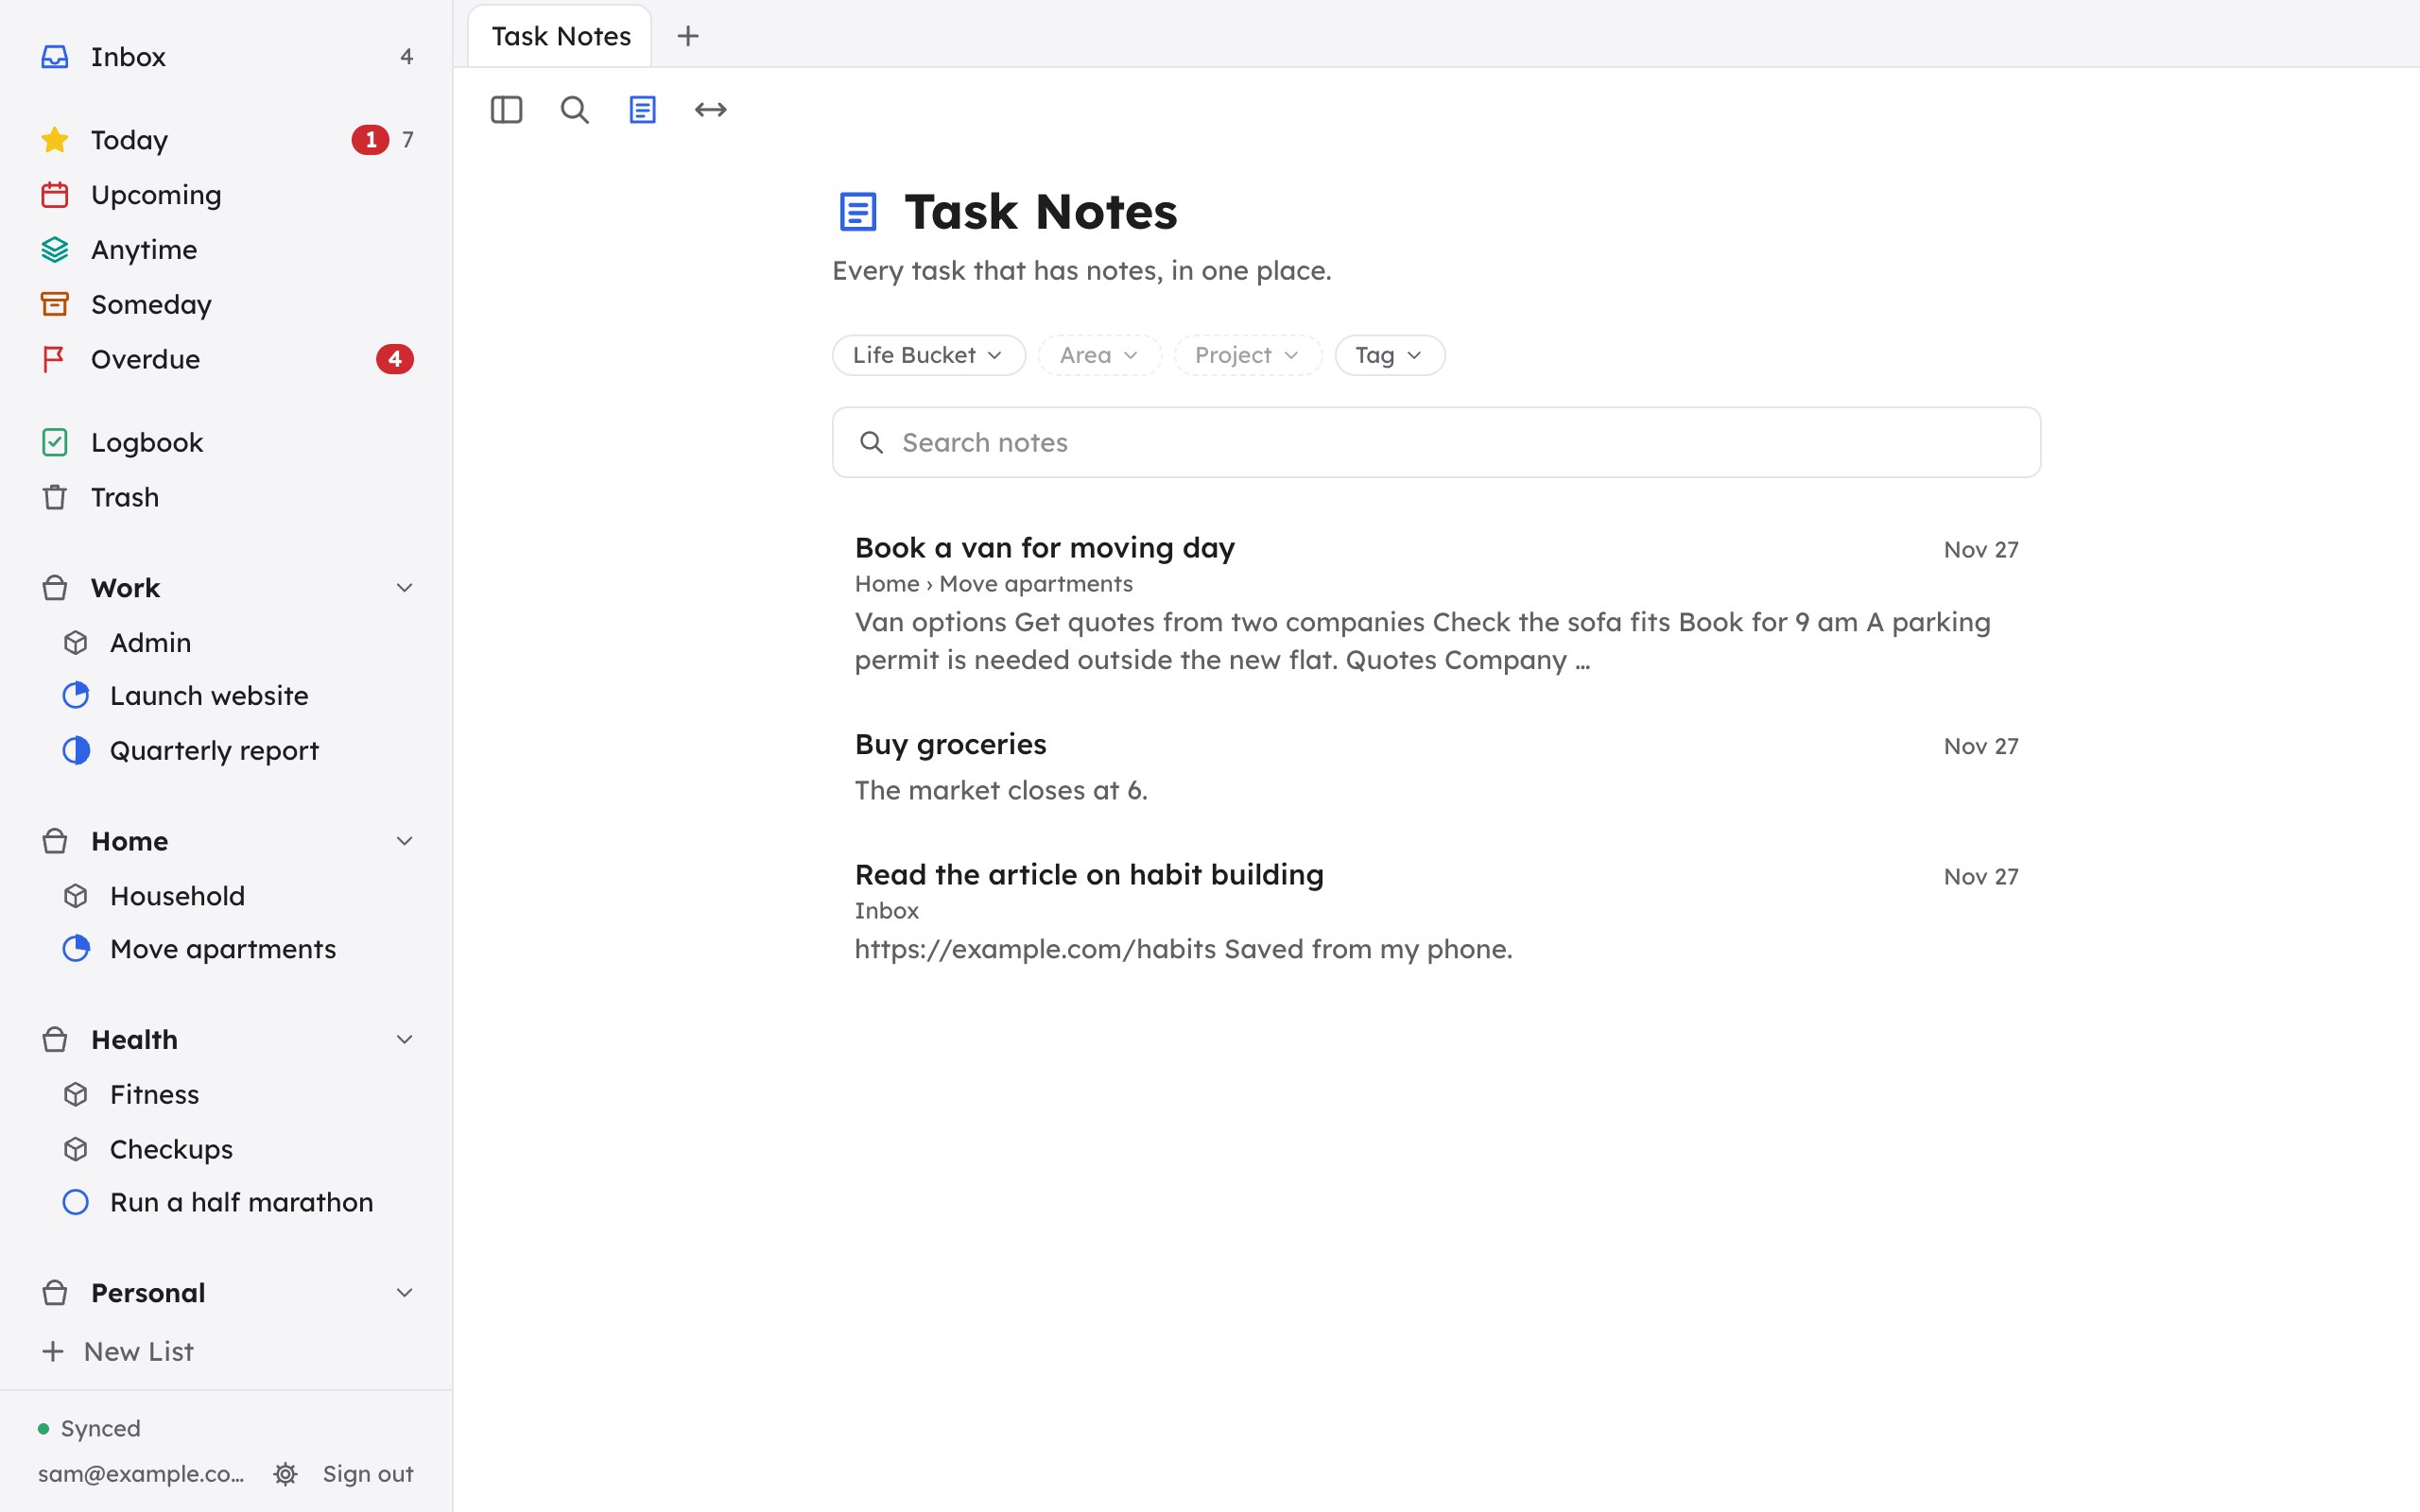 Inbox 4
Today 1 7
Upcoming
Anytime
Someday
Overdue 4
Logbook
Trash
Work
Admin
Launch website
Quarterly report
Home
Household
Move apartments
Health
Fitness
Checkups
Run a half marathon
Personal
New List
Synced
sam@example.co... Sign out
Task Notes
Task Notes
Every task that has notes, in one place.
Life Bucket Area Project Tag
Search notes
Book a van for moving day Nov 27
Home › Move apartments
Van options Get quotes from two companies Check the sofa fits Book for 9 am A parking
permit is needed outside the new flat. Quotes Company ...
Buy groceries Nov 27
The market closes at 6.
Read the article on habit building Nov 27
Inbox
https://example.com/habits Saved from my phone.